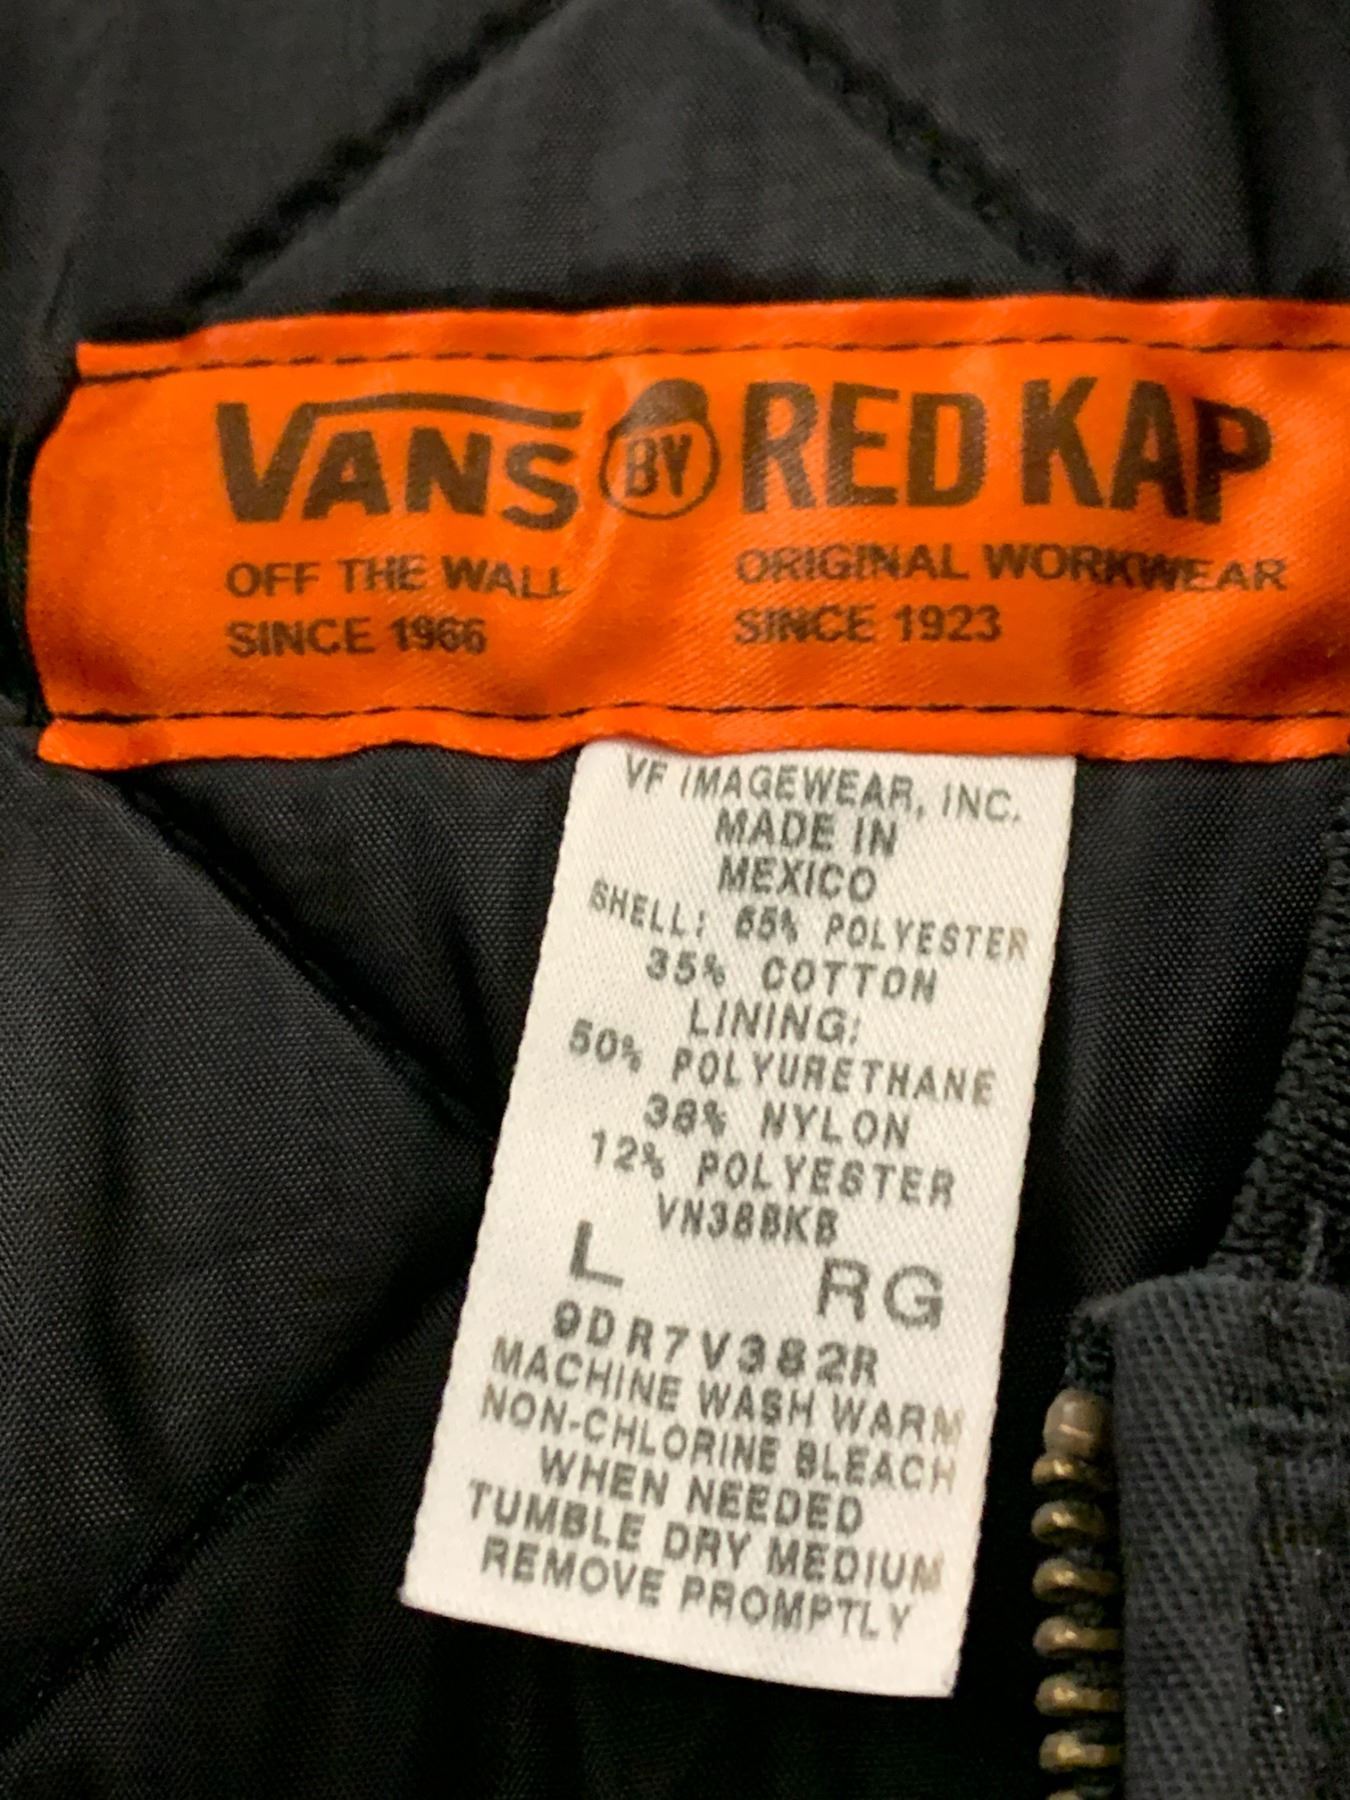 VANS BY RED KAP
OFF THE WALL
SINCE 1966
ORIGINAL WORKWEAR
SINCE 1923
VF IMAGEWEAR, INC.
MADE IN
MEXICO
SHELL: 65% POLYESTER
35% COTTON
LINING:
50% POLYURETHANE
38% NYLON
12% POLYESTER
VN38BKB
L RG
9DR7V382R
MACHINE WASH WARM
NON-CHLORINE BLEACH
WHEN NEEDED
TUMBLE DRY MEDIUM
REMOVE PROMPTLY